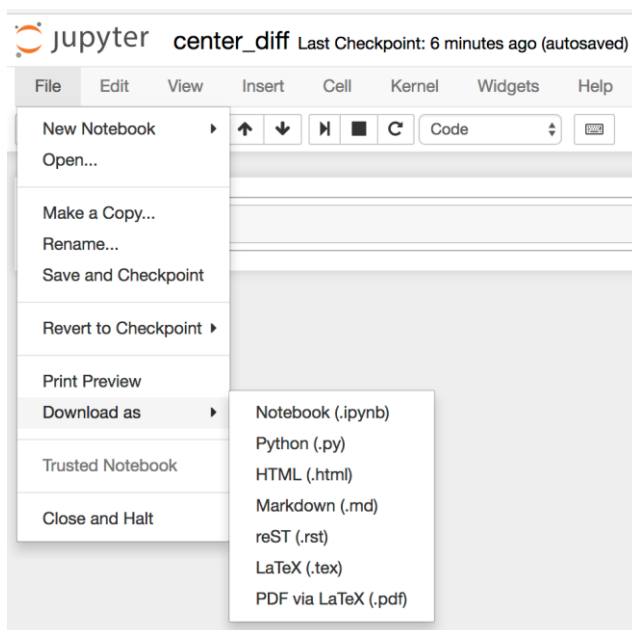 jupyter center_diff Last Checkpoint: 6 minutes ago (autosaved)
File Edit View Insert Cell Kernel Widgets Help
New Notebook
Code
Open...
Make a Copy...
Rename...
Save and Checkpoint
Revert to Checkpoint
Print Preview
Download as
Notebook (.ipynb)
Python (.py)
HTML (.html)
Markdown (.md)
reST (.rst)
LaTeX (.tex)
PDF via LaTeX (.pdf)
Trusted Notebook
Close and Halt